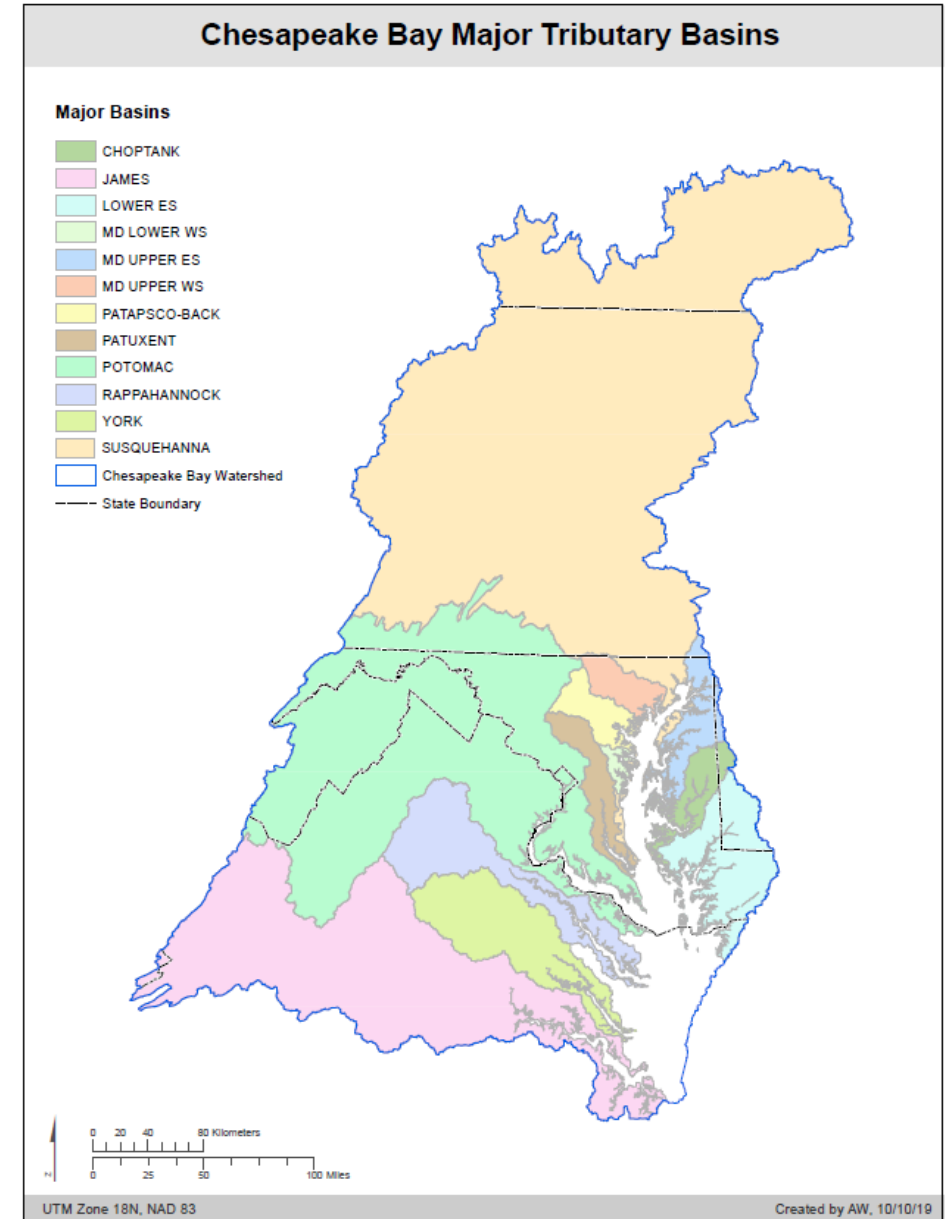 Chesapeake Bay Major Tributary Basins
Major Basins
CHOPTANK
JAMES
LOWER ES
MD LOWER WS
MD UPPER ES
MD UPPER WS
PATAPSCO-BACK
PATUXENT
POTOMAC
RAPPAHANNOCK
YORK
SUSQUEHANNA
Chesapeake Bay Watershed
State Boundary
0 20 40 80 Kilometers
0 25 50 100 Miles
N
UTM Zone 18N, NAD 83
Created by AW, 10/10/19